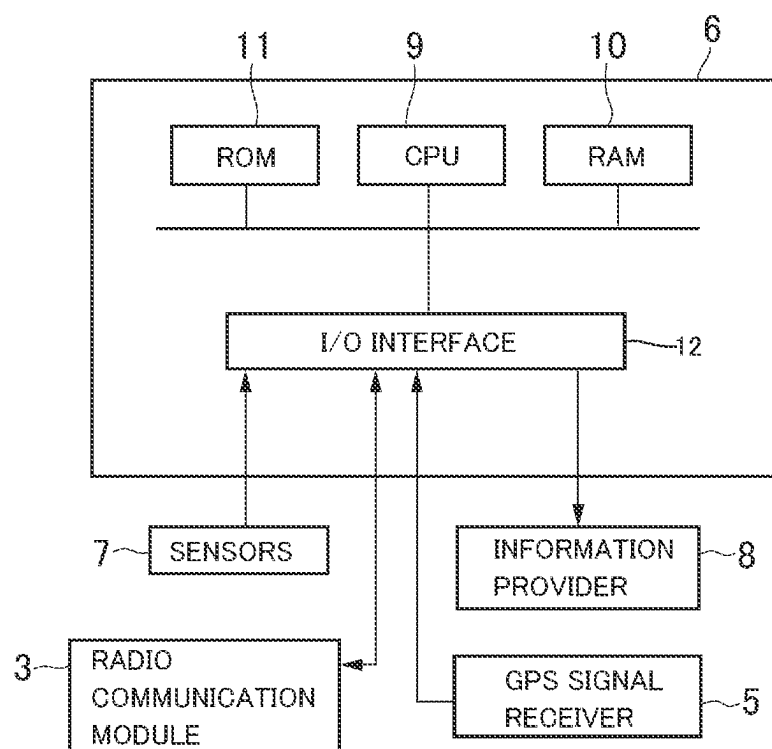 11
9
10
6
ROM
CPU
RAM
I/O INTERFACE
12
7
SENSORS
INFORMATION
PROVIDER
8
3
RADIO
COMMUNICATION
MODULE
GPS SIGNAL
RECEIVER
5